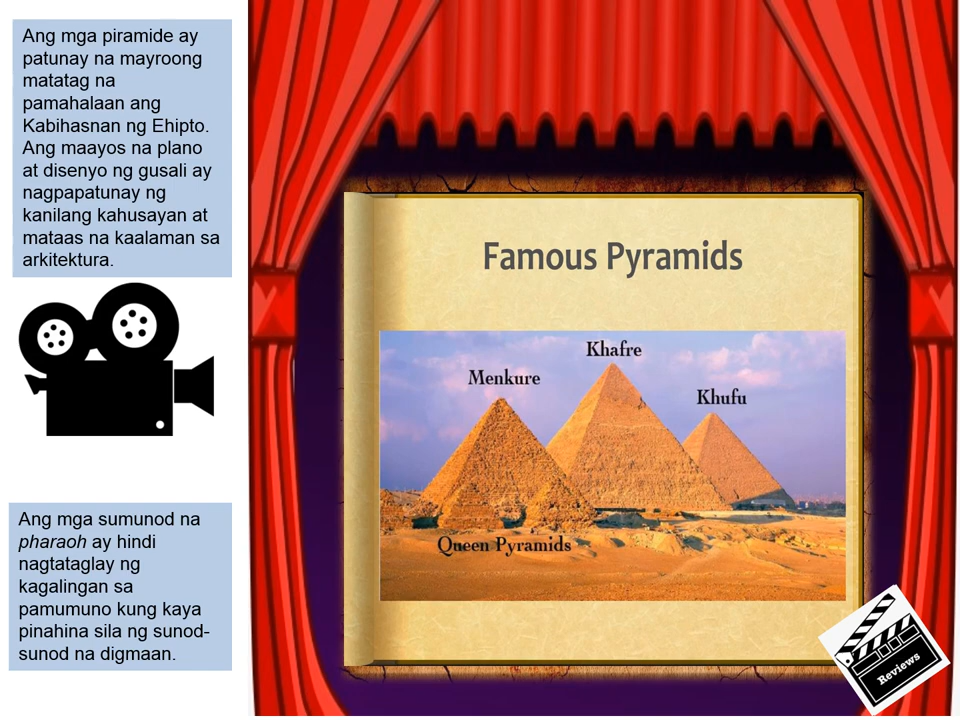 Ang mga piramide ay
patunay na mayroong
matatag na
pamahalaan ang
Kabihasnan ng Ehipto.
Ang maayos na plano
at disenyo ng gusali ay
nagpapatunay ng
kanilang kahusayan at
mataas na kaalaman sa
arkitektura.
Ang mga sumunod na
pharaoh ay hindi
nagtataglay ng
kagalingan sa
pamumuno kung kaya
pinahina sila ng sunod-
sunod na digmaan.
Famous Pyramids
Khafre
Menkure
Khufu
Queen Pyramids
Reviews